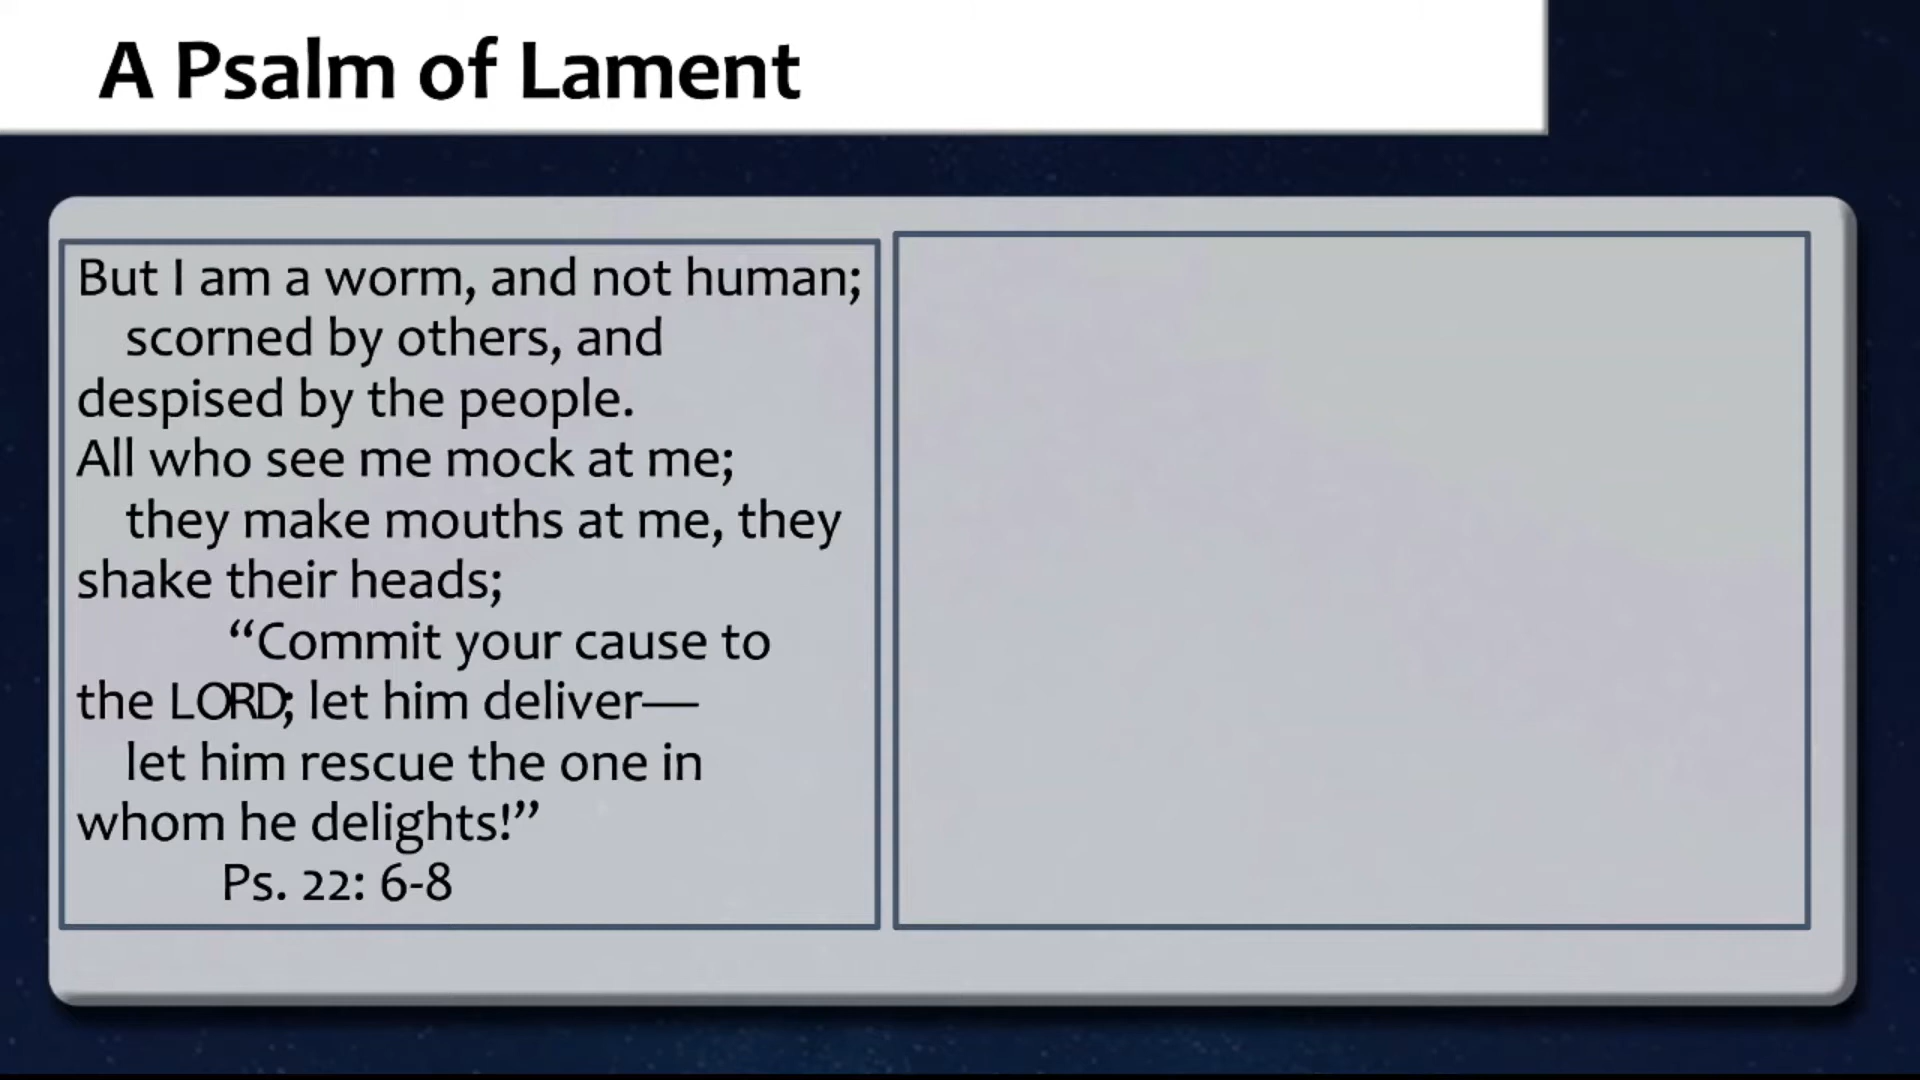 A Psalm of Lament
But I am a worm, and not human;
scorned by others, and
despised by the people.
All who see me mock at me;
they make mouths at me, they
shake their heads;
“Commit your cause to
the LORD; let him deliver—
let him rescue the one in
whom he delights!”
Ps. 22: 6-8